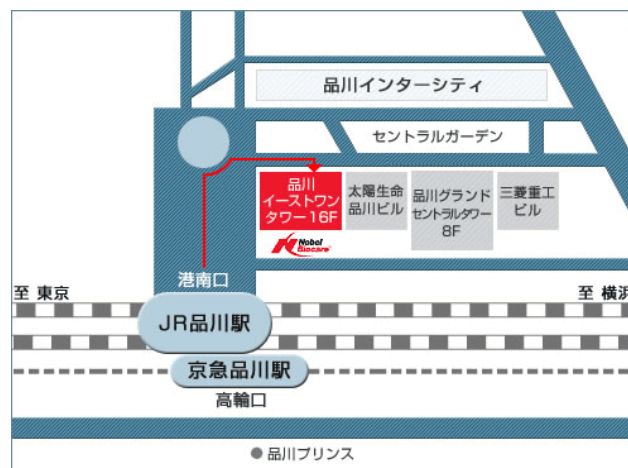 品川インターシティ
セントラルガーデン
品川
イーストワン
タワー16F
太陽生命
品川ビル
品川グランド
セントラルタワー
8F
三菱重工
ビル
Nobel
Biocare™
港南口
至 東京
至 横浜
JR品川駅
京急品川駅
高輪口
品川プリンス